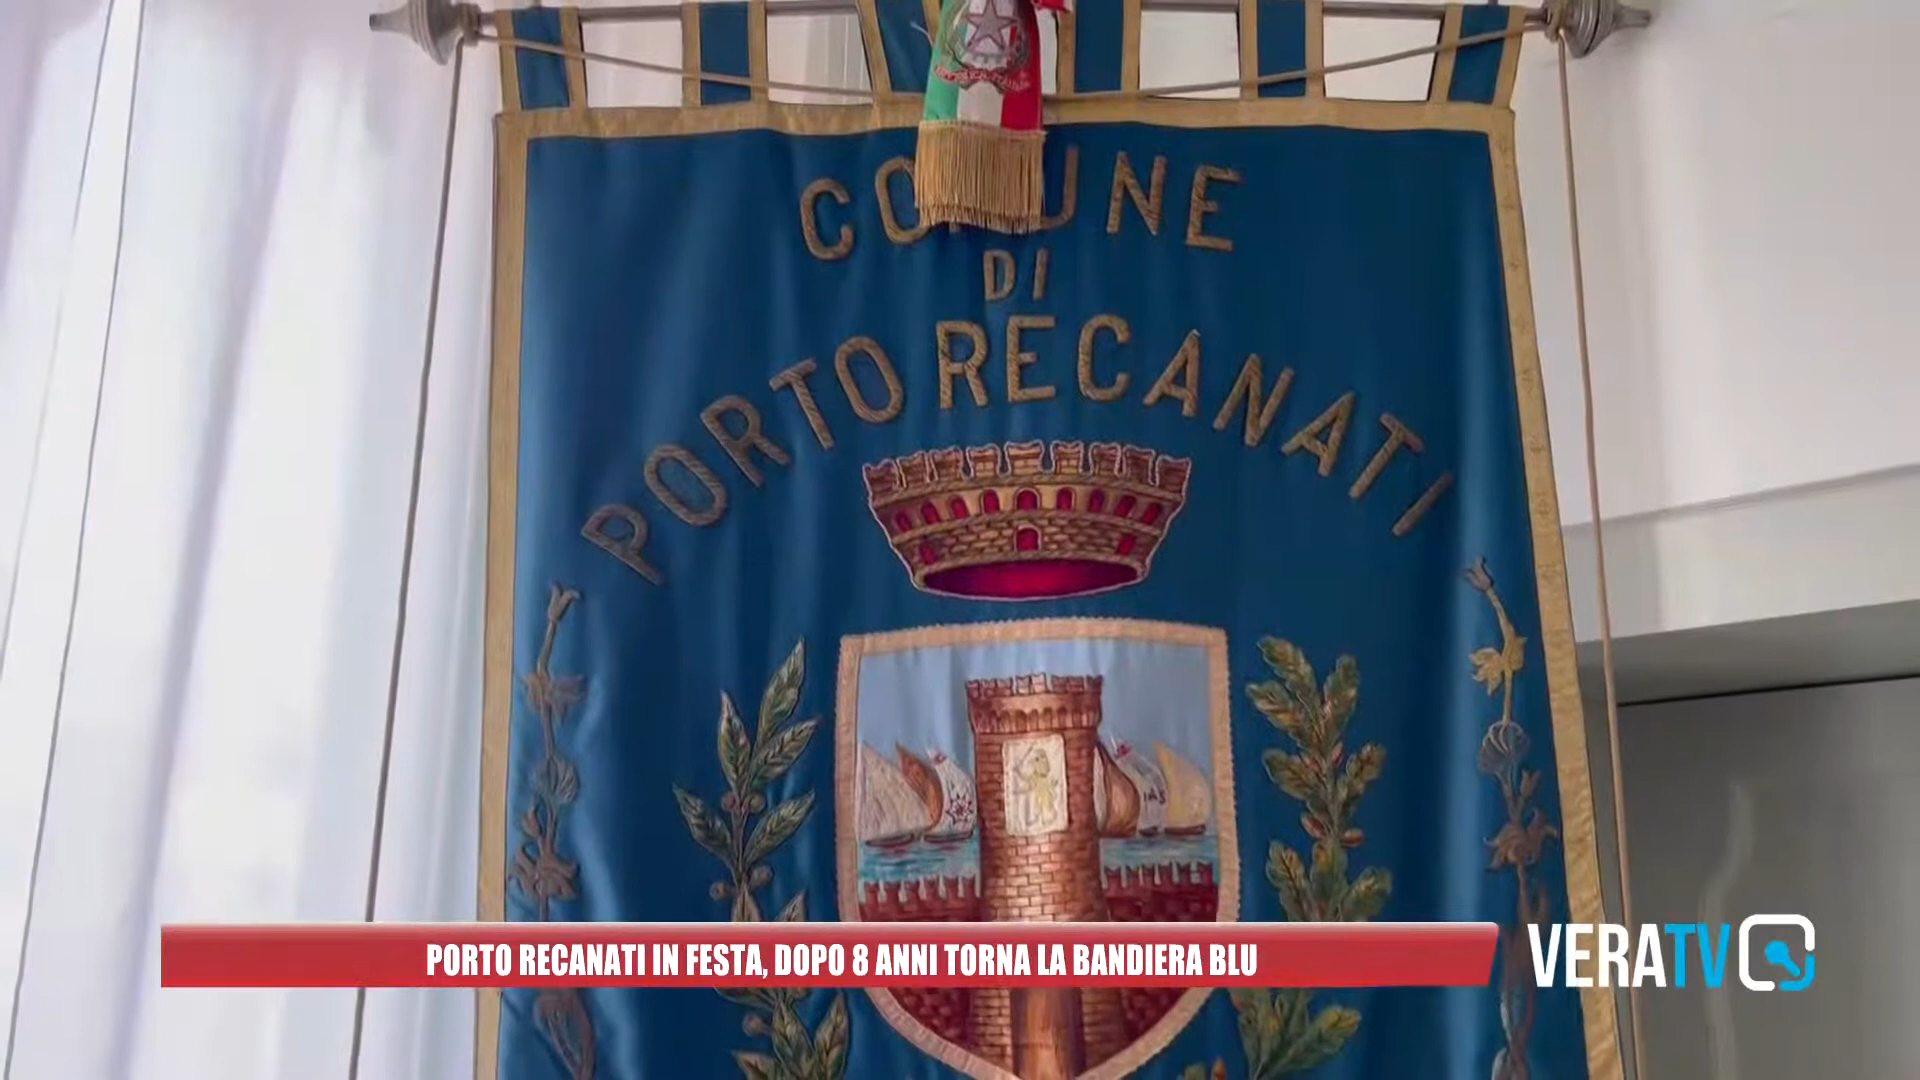 COMUNE
DI
PORTO RECANATI
PORTO RECANATI IN FESTA, DOPO 8 ANNI TORNA LA BANDIERA BLU
VERATV